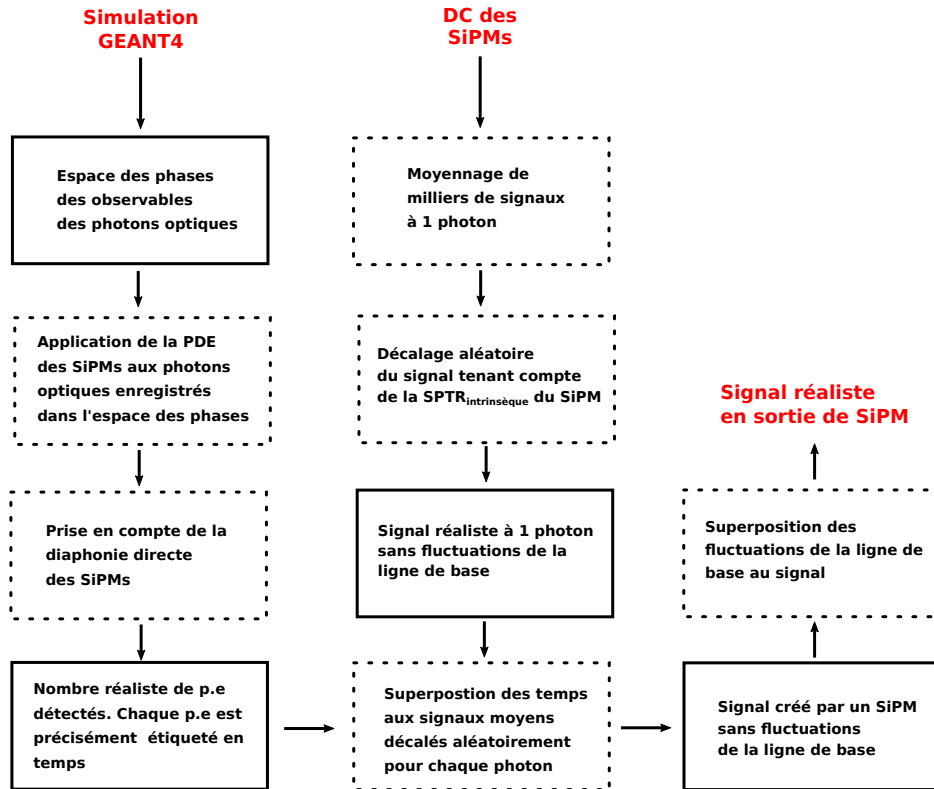 Simulation
GEANT4
Espace des phases
des observables
des photons optiques
Application de la PDE
des SiPMs aux photons
optiques enregistrés
dans l'espace des phases
Prise en compte de la
diaphonie directe
des SiPMs
Nombre réaliste de p.e
détectés. Chaque p.e est
précisément étiqueté en
temps
DC des
SiPMs
Moyennage de
milliers de signaux
à 1 photon
Décalage aléatoire
du signal tenant compte
de la SPTRintrinsèque du SiPM
Signal réaliste à 1 photon
sans fluctuations de la
ligne de base
Superpostion des temps
aux signaux moyens
décalés aléatoirement
pour chaque photon
Signal réaliste
en sortie de SiPM
Superposition des
fluctuations de la ligne de
base au signal
Signal créé par un SiPM
sans fluctuations
de la ligne de base